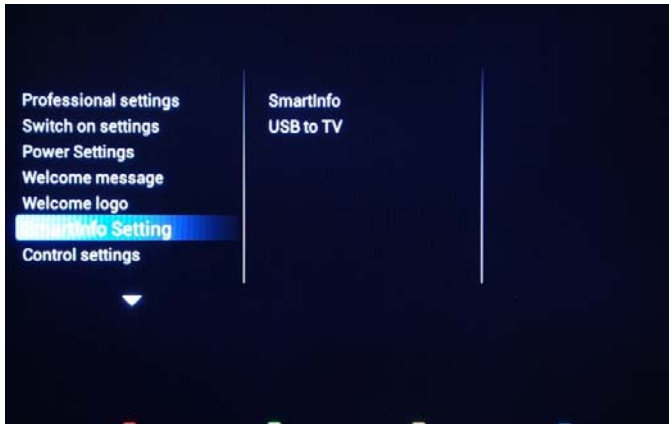 Professional settings
Switch on settings
Power Settings
Welcome message
Welcome logo
SmartInfo Setting
Control settings
SmartInfo
USB to TV